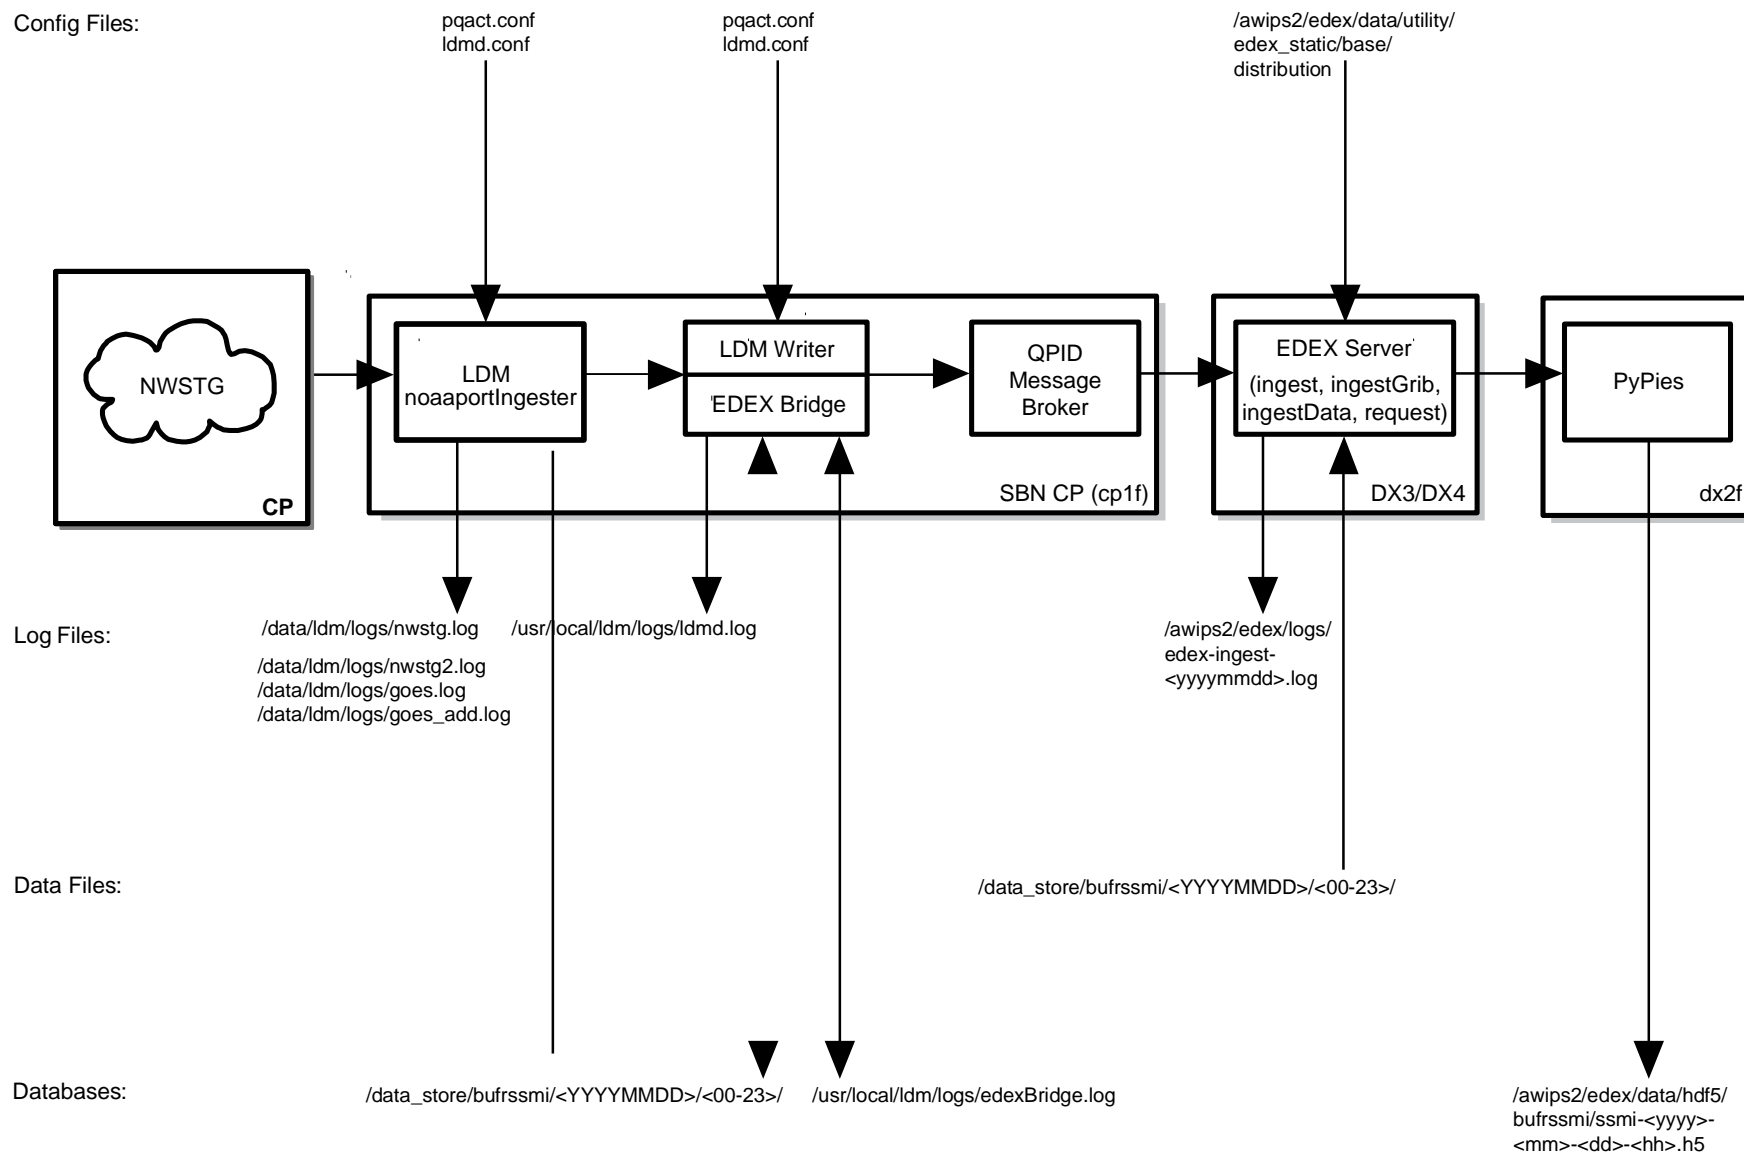 Config Files:
pqact.conf
ldmd.conf
pqact.conf
ldmd.conf
/awips2/edex/data/utility/
edex_static/base/
distribution
NWSTG
CP
LDM
noaaportIngester
LDM Writer
EDEX Bridge
QPID
Message
Broker
SBN CP (cp1f)
EDEX Server
(ingest, ingestGrib,
ingestData, request)
DX3/DX4
PyPies
dx2f
Log Files:
/data/ldm/logs/nwstg.log
/data/ldm/logs/nwstg2.log
/data/ldm/logs/goes.log
/data/ldm/logs/goes_add.log
/usr/local/ldm/logs/ldmd.log
/awips2/edex/logs/
edex-ingest-
<yyyymmdd>.log
Data Files:
/data_store/bufrssmi/<YYYYMMDD>/<00-23>/
Databases:
/data_store/bufrssmi/<YYYYMMDD>/<00-23>/
/usr/local/ldm/logs/edexBridge.log
/awips2/edex/data/hdf5/
bufrssmi/ssmi-<yyyy>-
<mm>-<dd>-<hh>.h5